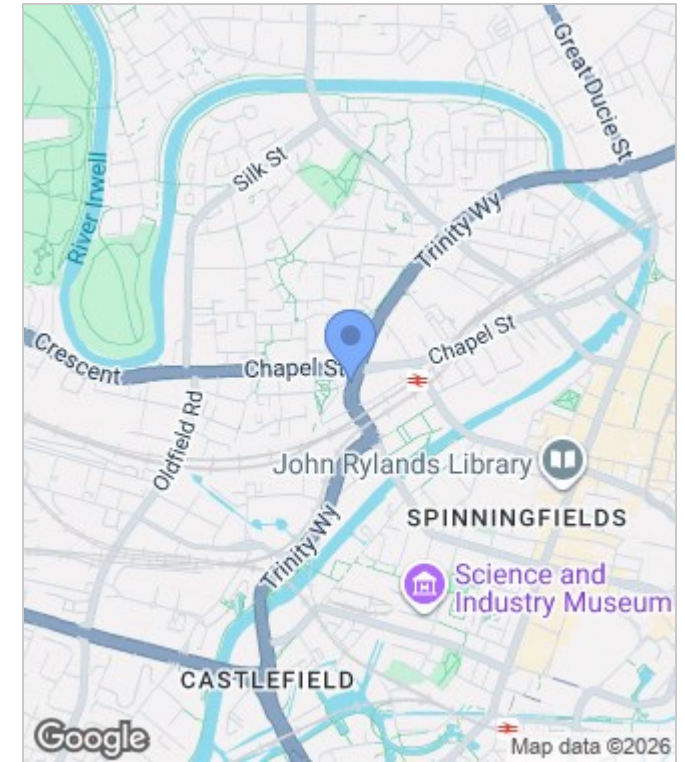 Great Ducie St
Silk St
River Irwell
Trinity Wy
Chapel St
Crescent
Chapel St
Oldfield Rd
John Rylands Library
SPINNINGFIELDS
Trinity Wy
Science and
Industry Museum
CASTLEFIELD
Google
Map data ©2026